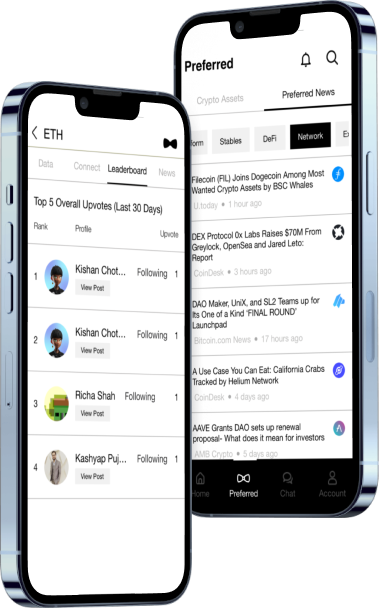 ETH
Data Connect Leaderboard News
Top 5 Overall Upvotes (Last 30 Days)
Rank Profile Upvote
1 Kishan Chot... Following 1
View Post
2 Kishan Chot... Following 1
View Post
3 Richa Shah Following 1
View Post
4 Kashyap Puj... Following 1
View Post
Preferred
Crypto Assets Preferred News
form Stables DeFi Network Ex
Filecoin (FIL) Joins Dogecoin Among Most
Wanted Crypto Assets by BSC Whales
U.today • 1 hour ago
DEX Protocol 0x Labs Raises $70M From
Greylock, OpenSea and Jared Leto:
Report
CoinDesk • 3 hours ago
DAO Maker, UniX, and SL2 Teams up for
Its One of a Kind 'FINAL ROUND'
Launchpad
Bitcoin.com News • 17 hours ago
A Use Case You Can Eat: California Crabs
Tracked by Helium Network
CoinDesk • 4 days ago
AAVE Grants DAO sets up renewal
proposal- What does it mean for investors
AMB Crypto • 5 days ago
Home Preferred Chat Account